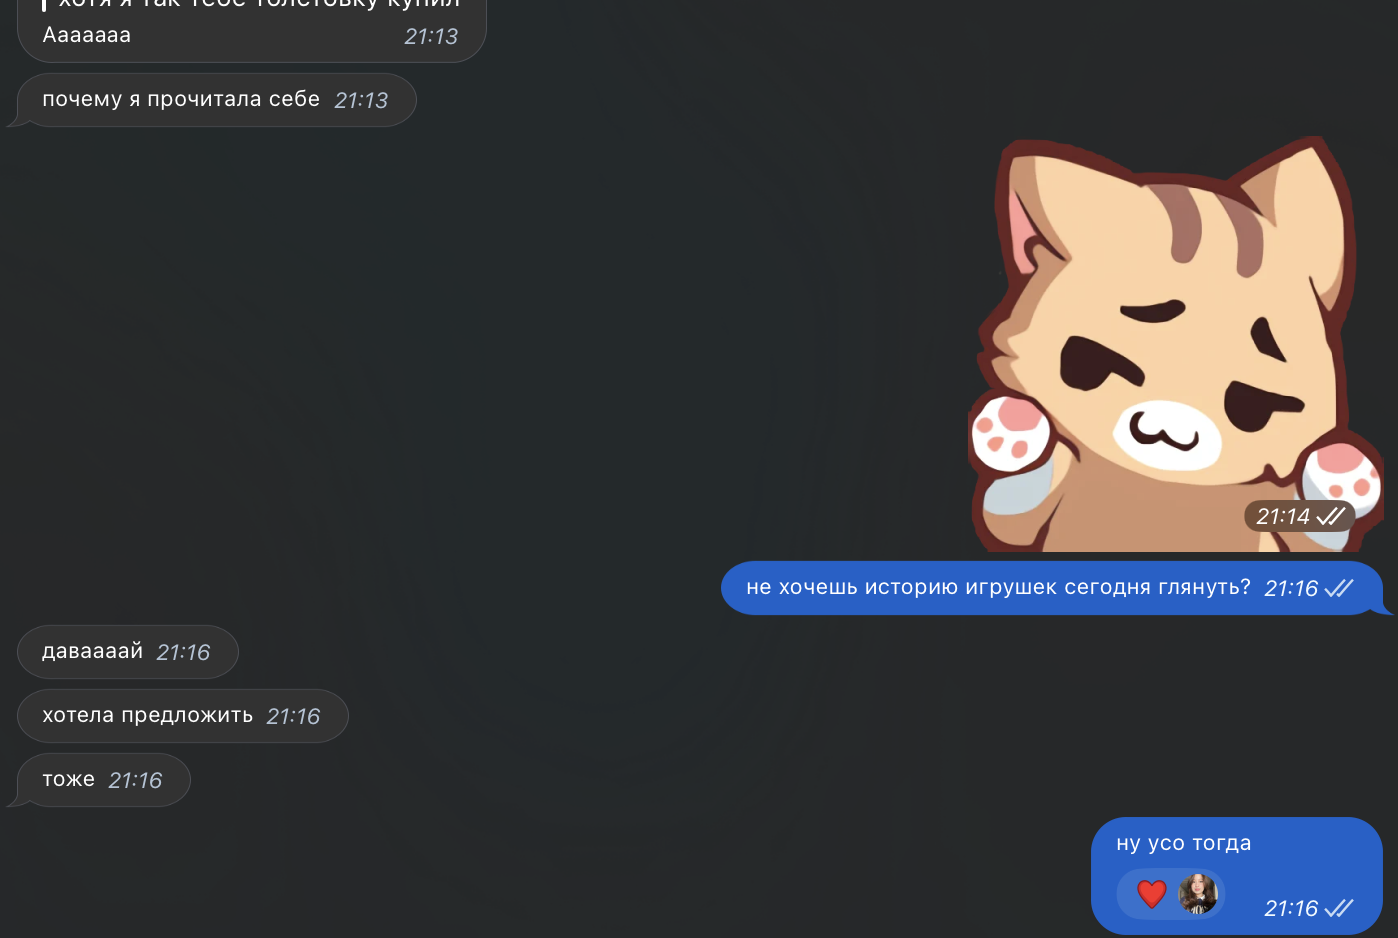 хотя я так тебе толстовку купил
Ааааааа 21:13
почему я прочитала себе 21:13
21:14
не хочешь историю игрушек сегодня глянуть? 21:16
даваааай 21:16
хотела предложить 21:16
тоже 21:16
ну усо тогда
21:16